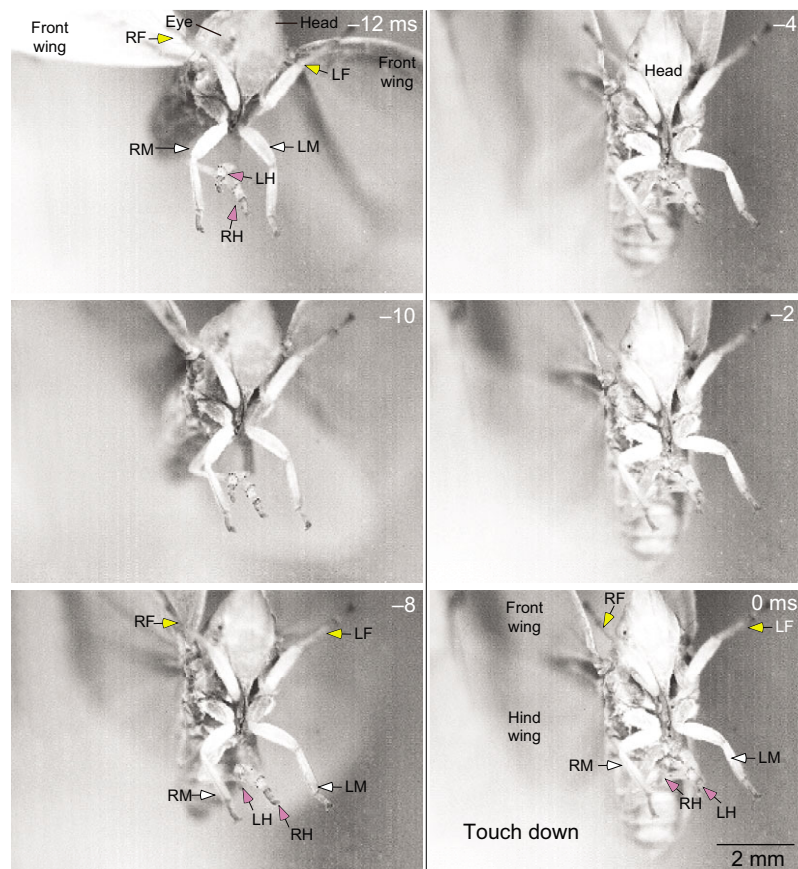 Front
wing
RF
Eye
Head
–12 ms
Front
wing
LF
RM
LM
LH
RH
–4
Head
–10
–2
–8
RF
LF
RM
LM
LH
RH
0 ms
Front
wing
RF
LF
Hind
wing
RM
LM
RH
LH
Touch down
2 mm